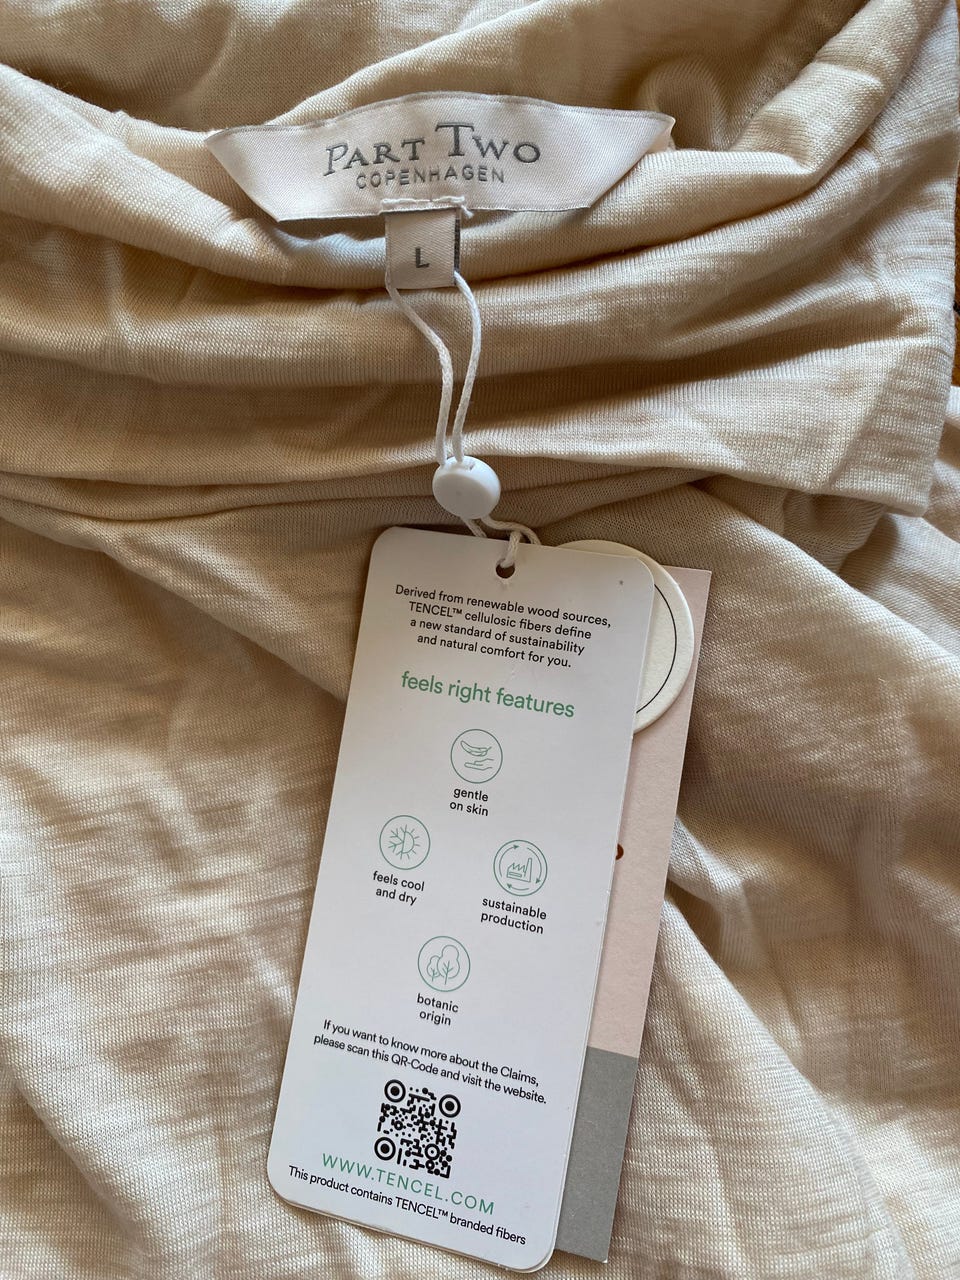 PART TWO
COPENHAGEN
L
Derived from renewable wood sources,
TENCEL™ cellulosic fibers define
a new standard of sustainability
and natural comfort for you.
feels right features
gentle
on skin
feels cool
and dry
sustainable
production
botanic
origin
If you want to know more about the Claims,
please scan this QR-Code and visit the website.
WWW.TENCEL.COM
This product contains TENCEL™ branded fibers